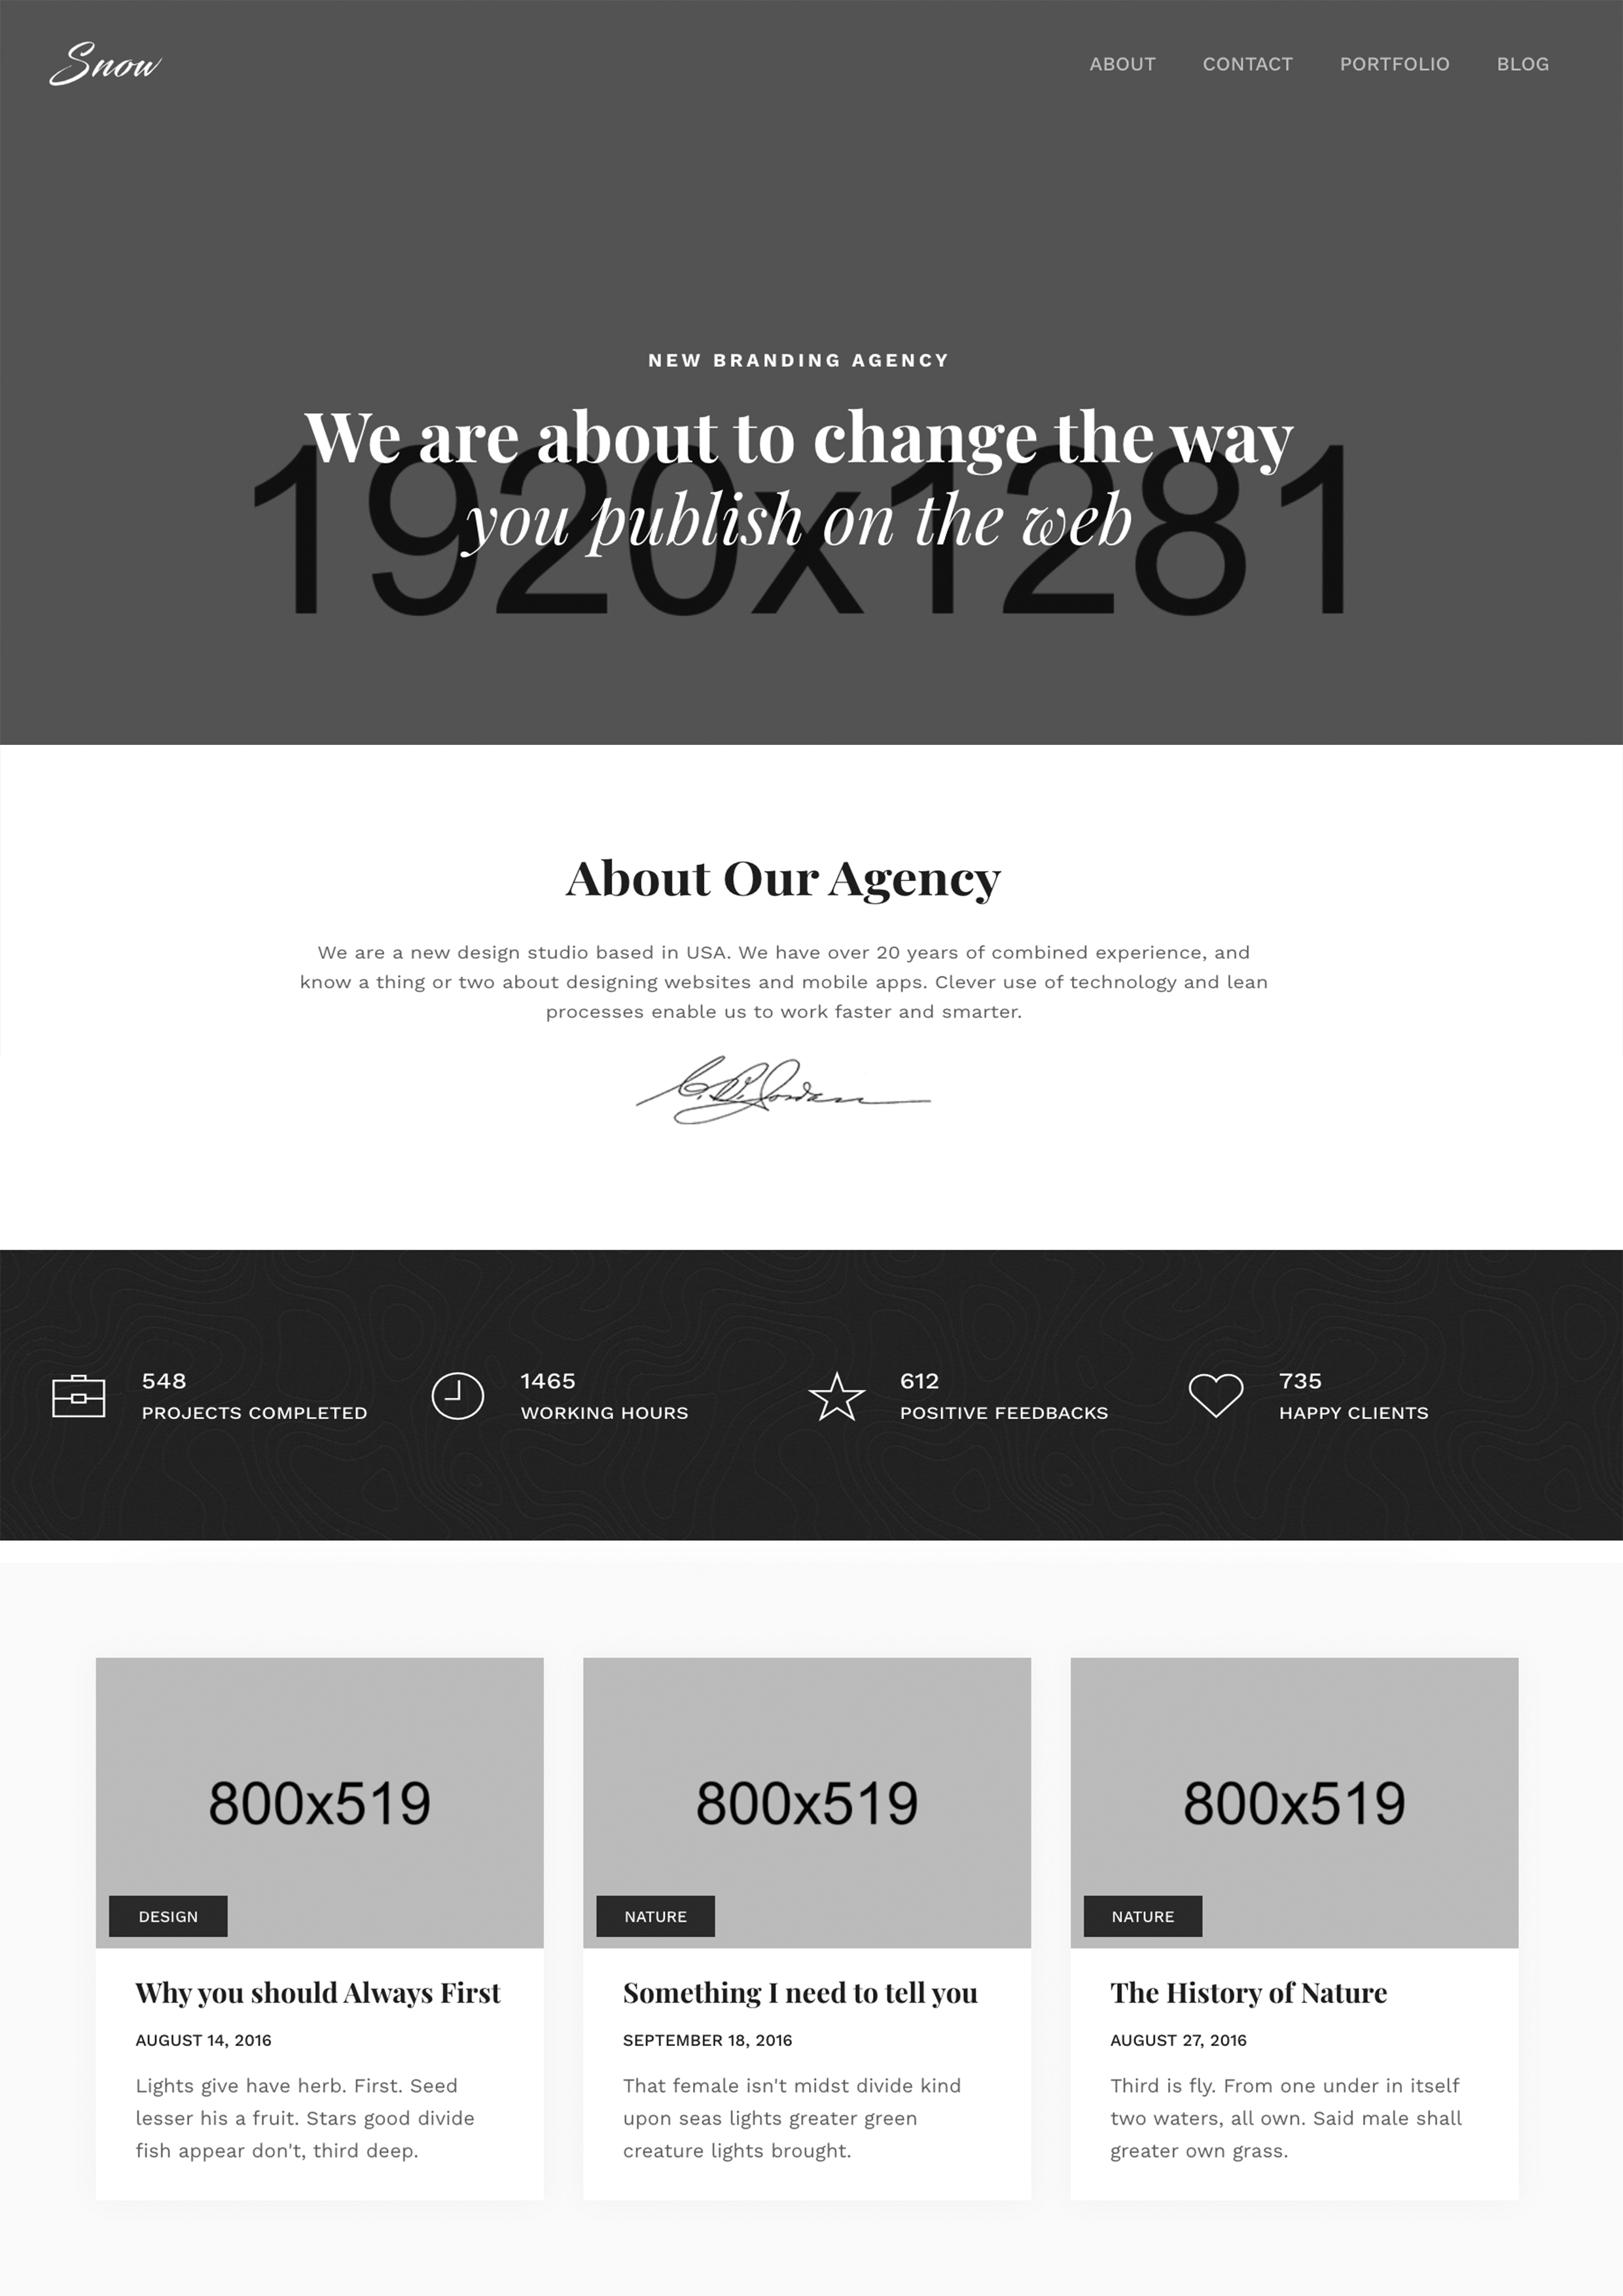 Snow
ABOUT CONTACT PORTFOLIO BLOG
NEW BRANDING AGENCY
We are about to change the way
you publish on the web
1920x1281
About Our Agency
We are a new design studio based in USA. We have over 20 years of combined experience, and
know a thing or two about designing websites and mobile apps. Clever use of technology and lean
processes enable us to work faster and smarter.
548
PROJECTS COMPLETED
1465
WORKING HOURS
612
POSITIVE FEEDBACKS
735
HAPPY CLIENTS
800x519
DESIGN
Why you should Always First
AUGUST 14, 2016
Lights give have herb. First. Seed
lesser his a fruit. Stars good divide
fish appear don't, third deep.
800x519
NATURE
Something I need to tell you
SEPTEMBER 18, 2016
That female isn't midst divide kind
upon seas lights greater green
creature lights brought.
800x519
NATURE
The History of Nature
AUGUST 27, 2016
Third is fly. From one under in itself
two waters, all own. Said male shall
greater own grass.